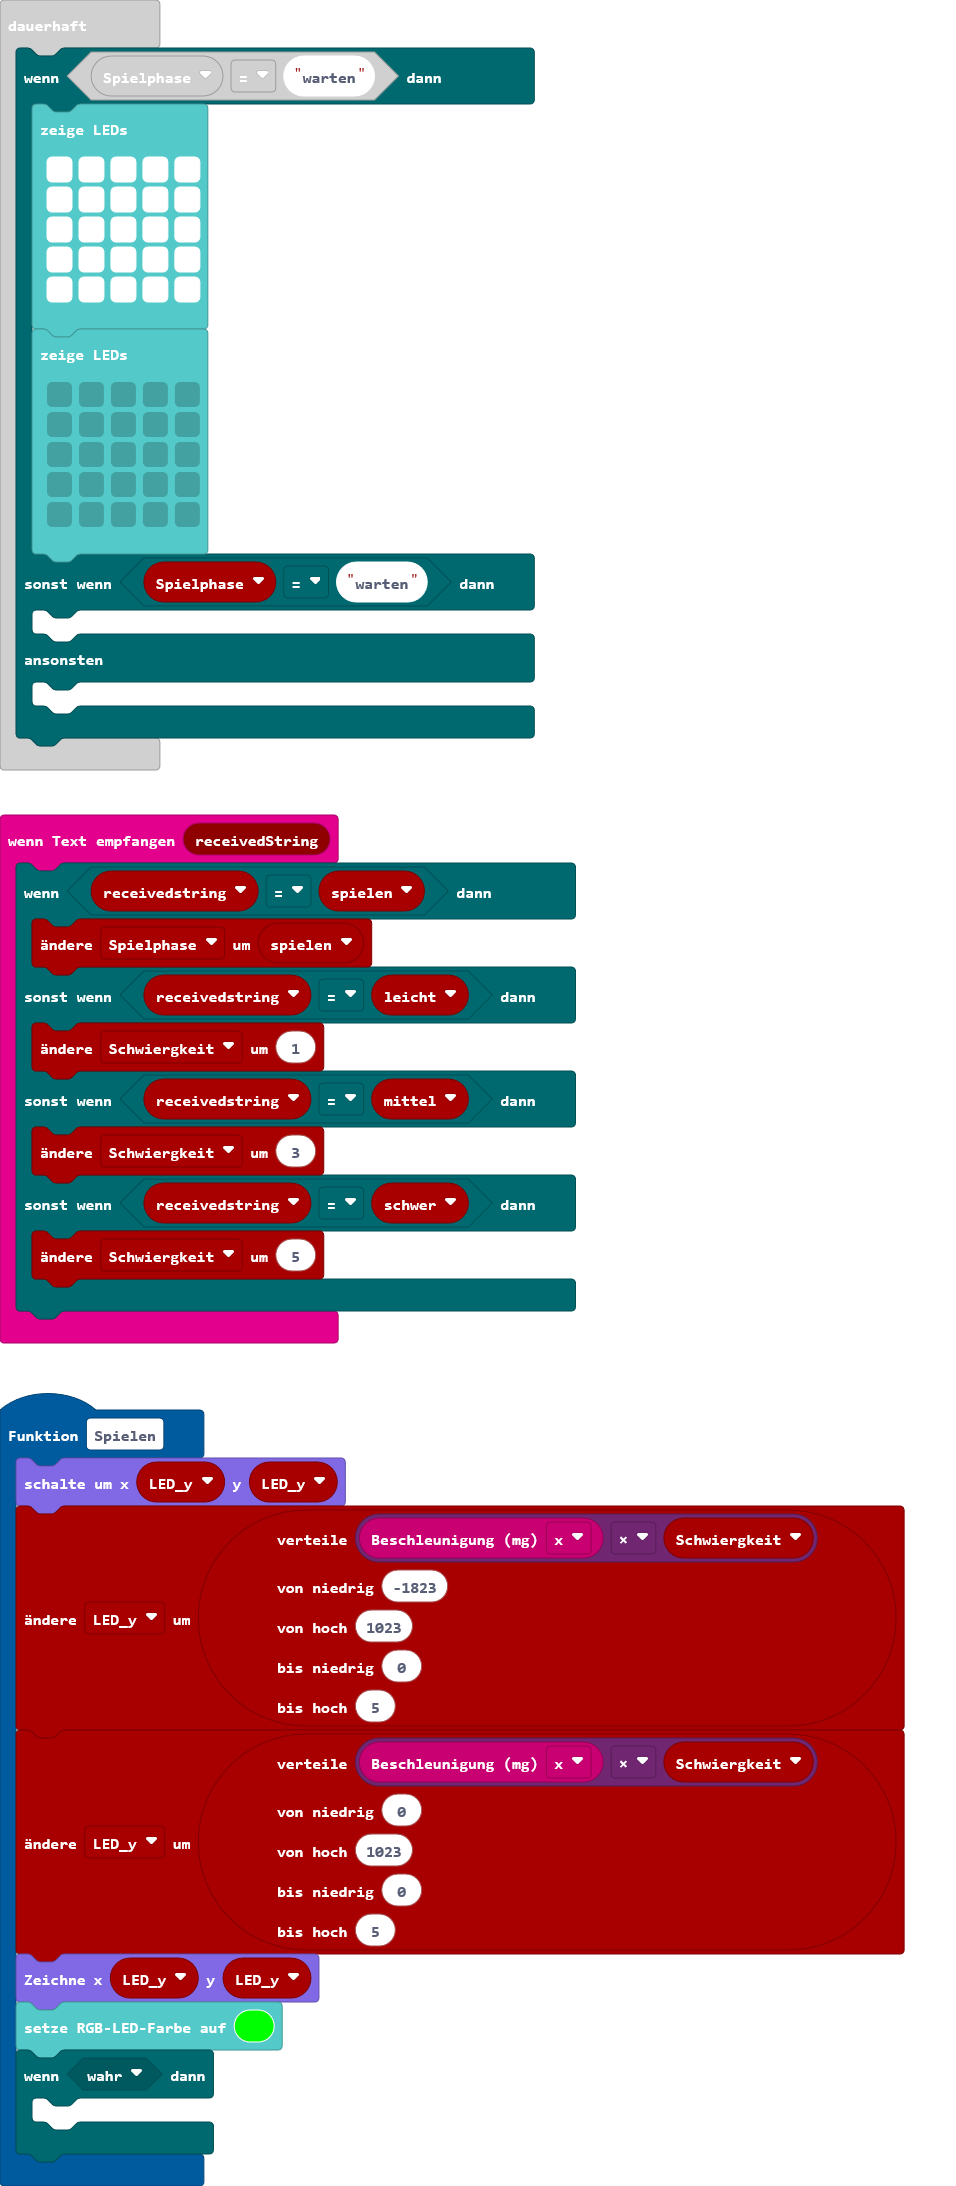 dauerhaft
wenn Spielphase = "warten" dann
zeige LEDs
zeige LEDs
sonst wenn Spielphase = "warten" dann
ansonsten
wenn Text empfangen receivedString
wenn receivedstring = spielen dann
ändere Spielphase um spielen
sonst wenn receivedstring = leicht dann
ändere Schwiergkeit um 1
sonst wenn receivedstring = mittel dann
ändere Schwiergkeit um 3
sonst wenn receivedstring = schwer dann
ändere Schwiergkeit um 5
Funktion Spielen
schalte um x LED_y y LED_y
verteile Beschleunigung (mg) x × Schwiergkeit
von niedrig -1823
ändere LED_y um
von hoch 1023
bis niedrig 0
bis hoch 5
verteile Beschleunigung (mg) x × Schwiergkeit
von niedrig 0
ändere LED_y um
von hoch 1023
bis niedrig 0
bis hoch 5
Zeichne x LED_y y LED_y
setze RGB-LED-Farbe auf
wenn wahr dann